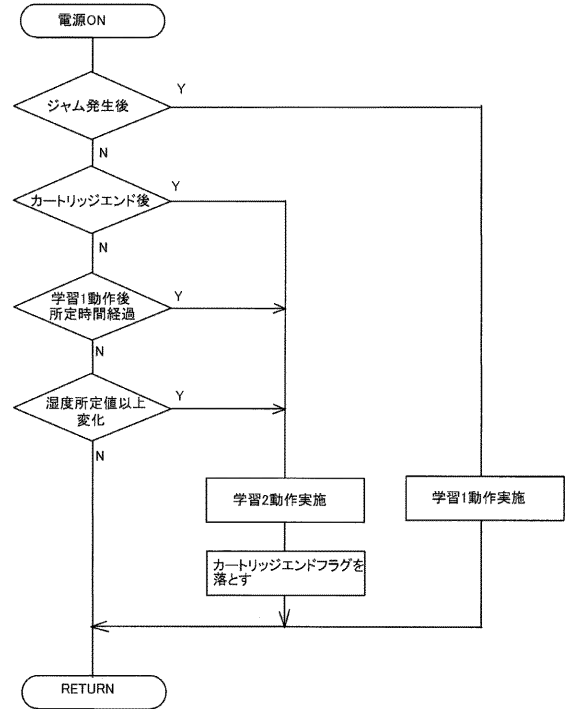 電源ON
ジャム発生後
Y
N
カートリッジエンド後
Y
N
学習1動作後
所定時間経過
Y
N
湿度所定値以上
変化
Y
N
学習2動作実施
学習1動作実施
カートリッジエンドフラグを
落とす
RETURN